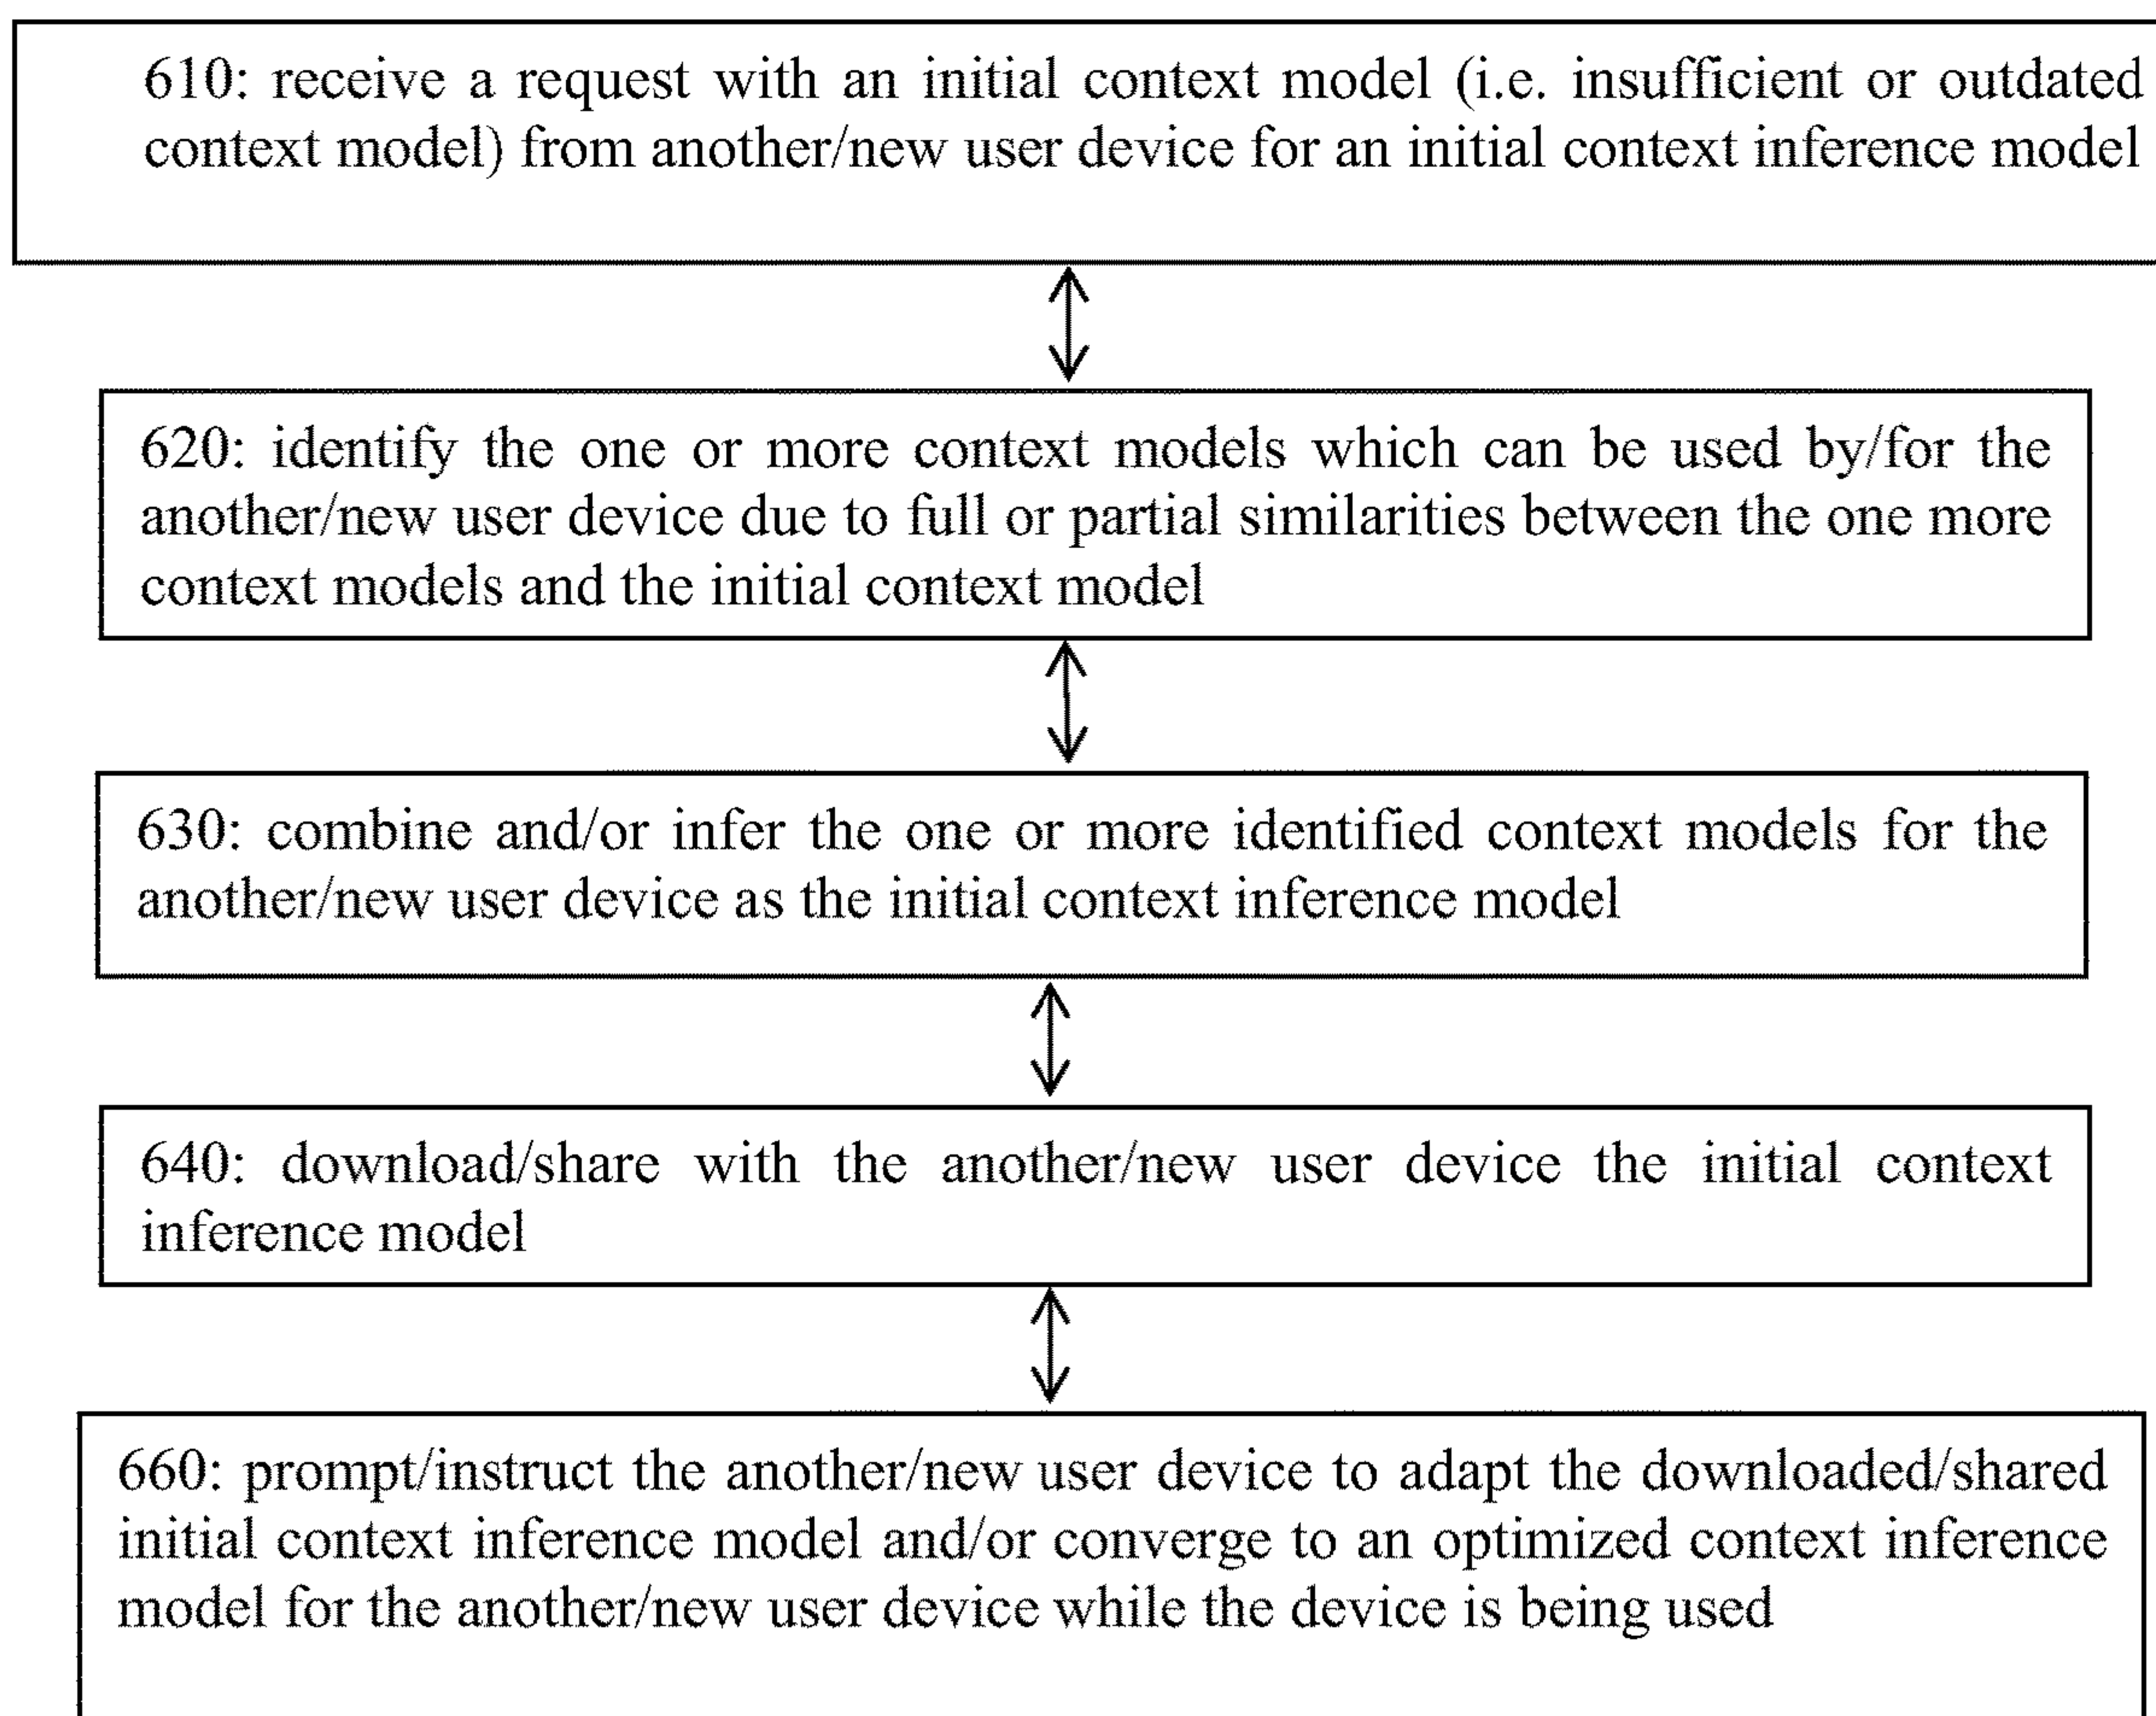 610: receive a request with an initial context model (i.e. insufficient or outdated
context model) from another/new user device for an initial context inference model
620: identify the one or more context models which can be used by/for the
another/new user device due to full or partial similarities between the one more
context models and the initial context model
630: combine and/or infer the one or more identified context models for the
another/new user device as the initial context inference model
640: download/share with the another/new user device the initial context
inference model
660: prompt/instruct the another/new user device to adapt the downloaded/shared
initial context inference model and/or converge to an optimized context inference
model for the another/new user device while the device is being used